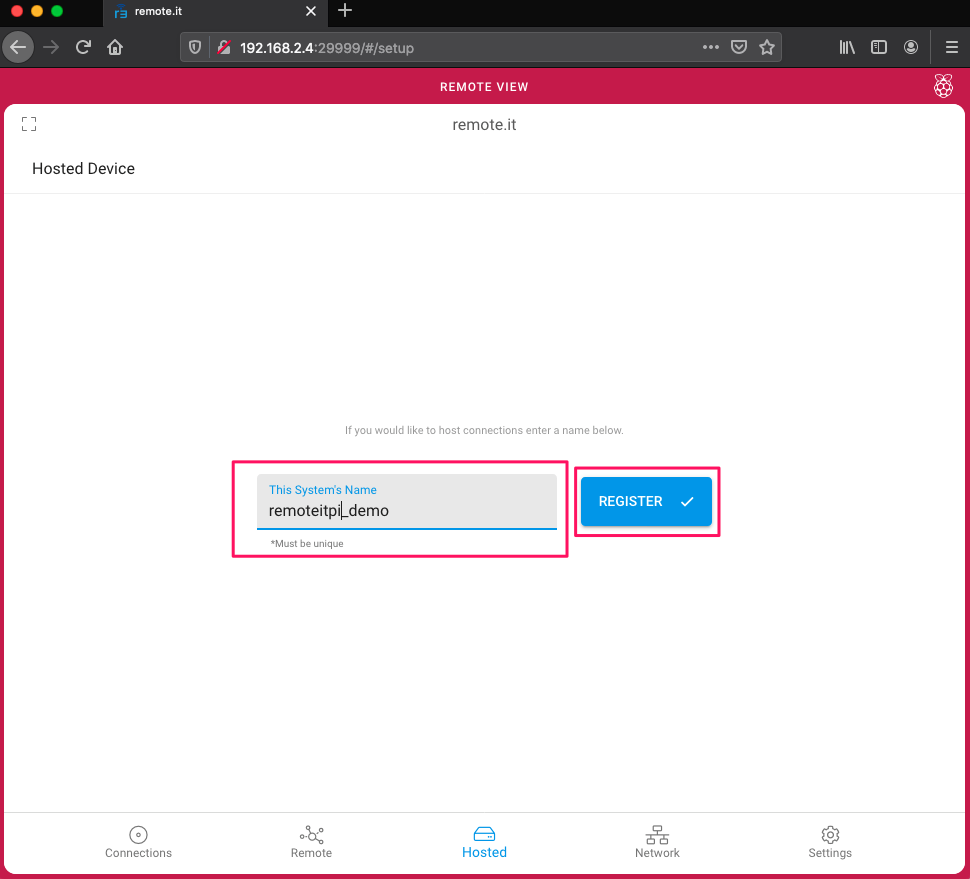 remote.it
192.168.2.4:29999/#/setup
REMOTE VIEW
remote.it
Hosted Device
If you would like to host connections enter a name below.
This System's Name
remoteitpi_demo
REGISTER
*Must be unique
Connections
Remote
Hosted
Network
Settings